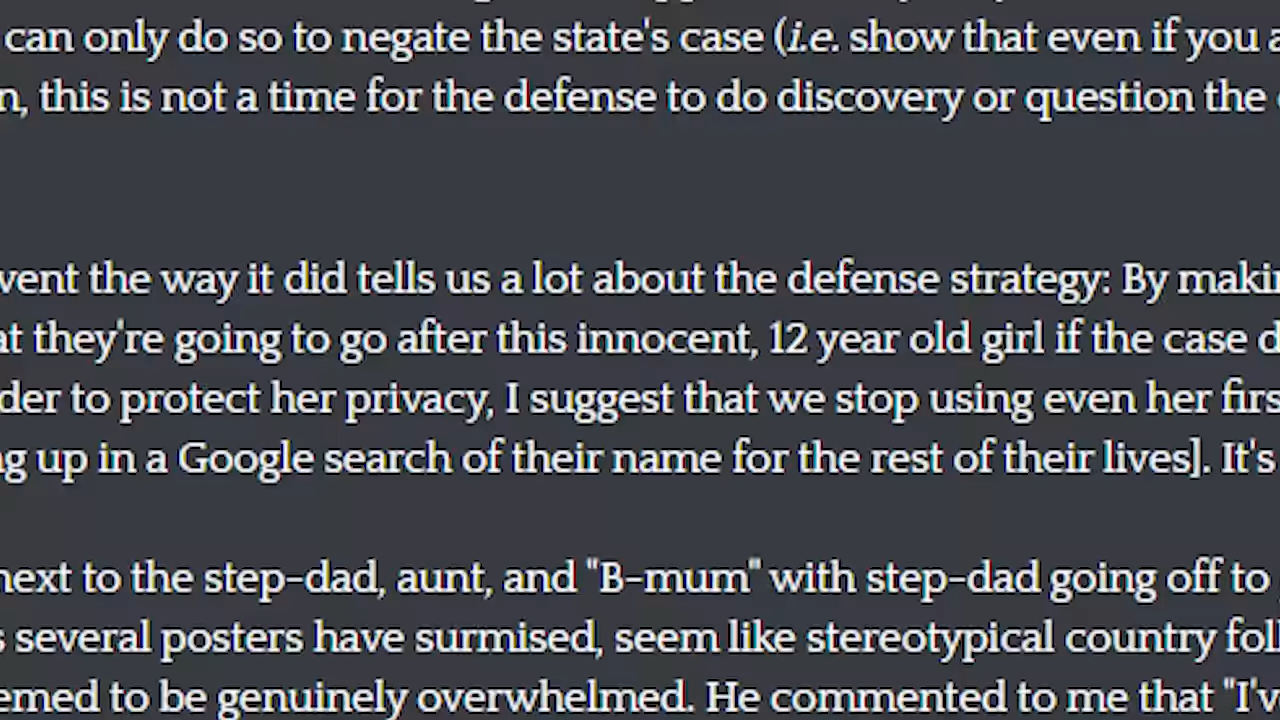 can only do so to negate the state's case (i.e. show that even if you a
n, this is not a time for the defense to do discovery or question the
vent the way it did tells us a lot about the defense strategy: By makin
at they're going to go after this innocent, 12 year old girl if the case d
der to protect her privacy, I suggest that we stop using even her firs
ng up in a Google search of their name for the rest of their lives]. It's
next to the step-dad, aunt, and "B-mum" with step-dad going off to
s several posters have surmised, seem like stereotypical country foll
emed to be genuinely overwhelmed. He commented to me that "I'v